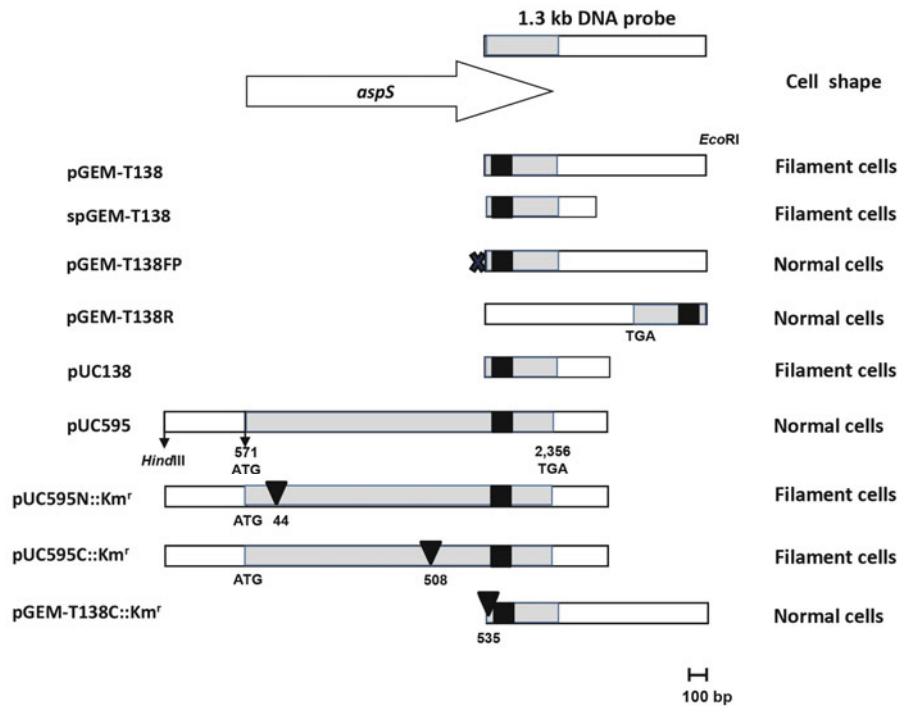 1.3 kb DNA probe
aspS
Cell shape
EcoRI
pGEM-T138
Filament cells
spGEM-T138
Filament cells
pGEM-T138FP
Normal cells
pGEM-T138R
Normal cells
TGA
pUC138
Filament cells
pUC595
Normal cells
HindIII
571
ATG
2,356
TGA
pUC595N::Kmʳ
Filament cells
ATG 44
pUC595C::Kmʳ
Filament cells
ATG
508
pGEM-T138C::Kmʳ
Normal cells
535
100 bp